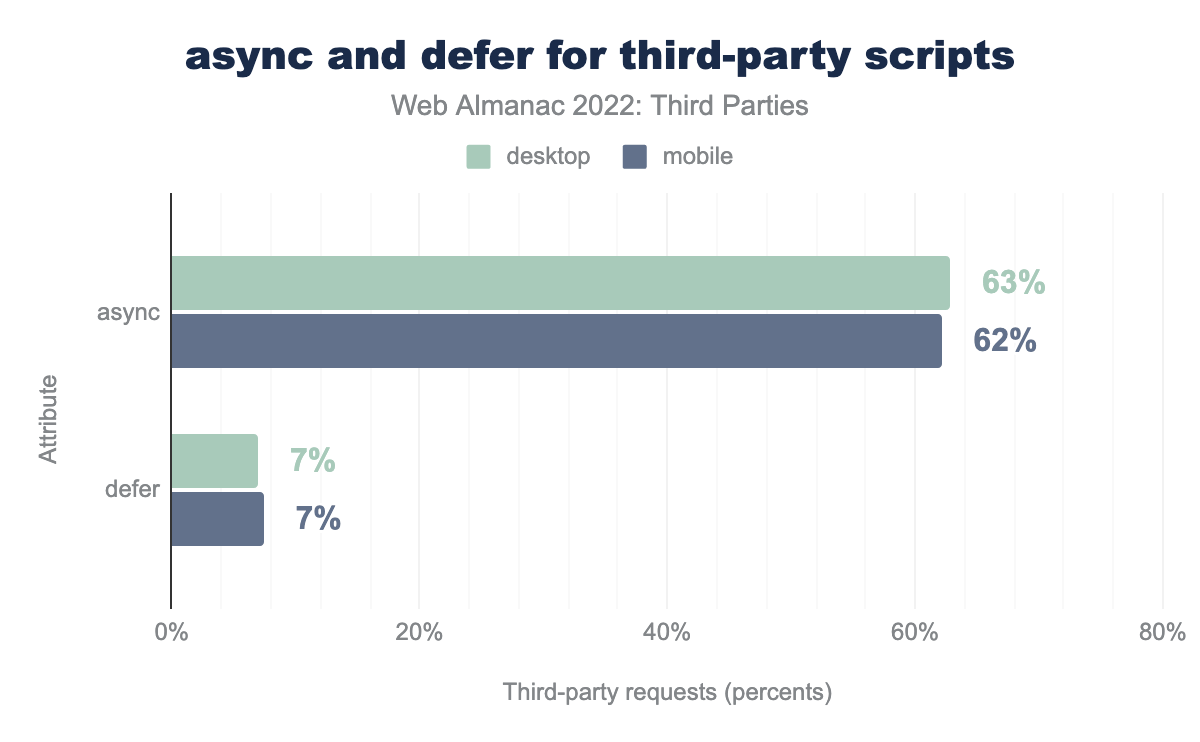 async and defer for third-party scripts
Web Almanac 2022: Third Parties
desktop
mobile
Attribute
async
63%
62%
defer
7%
7%
0%
20%
40%
60%
80%
Third-party requests (percents)